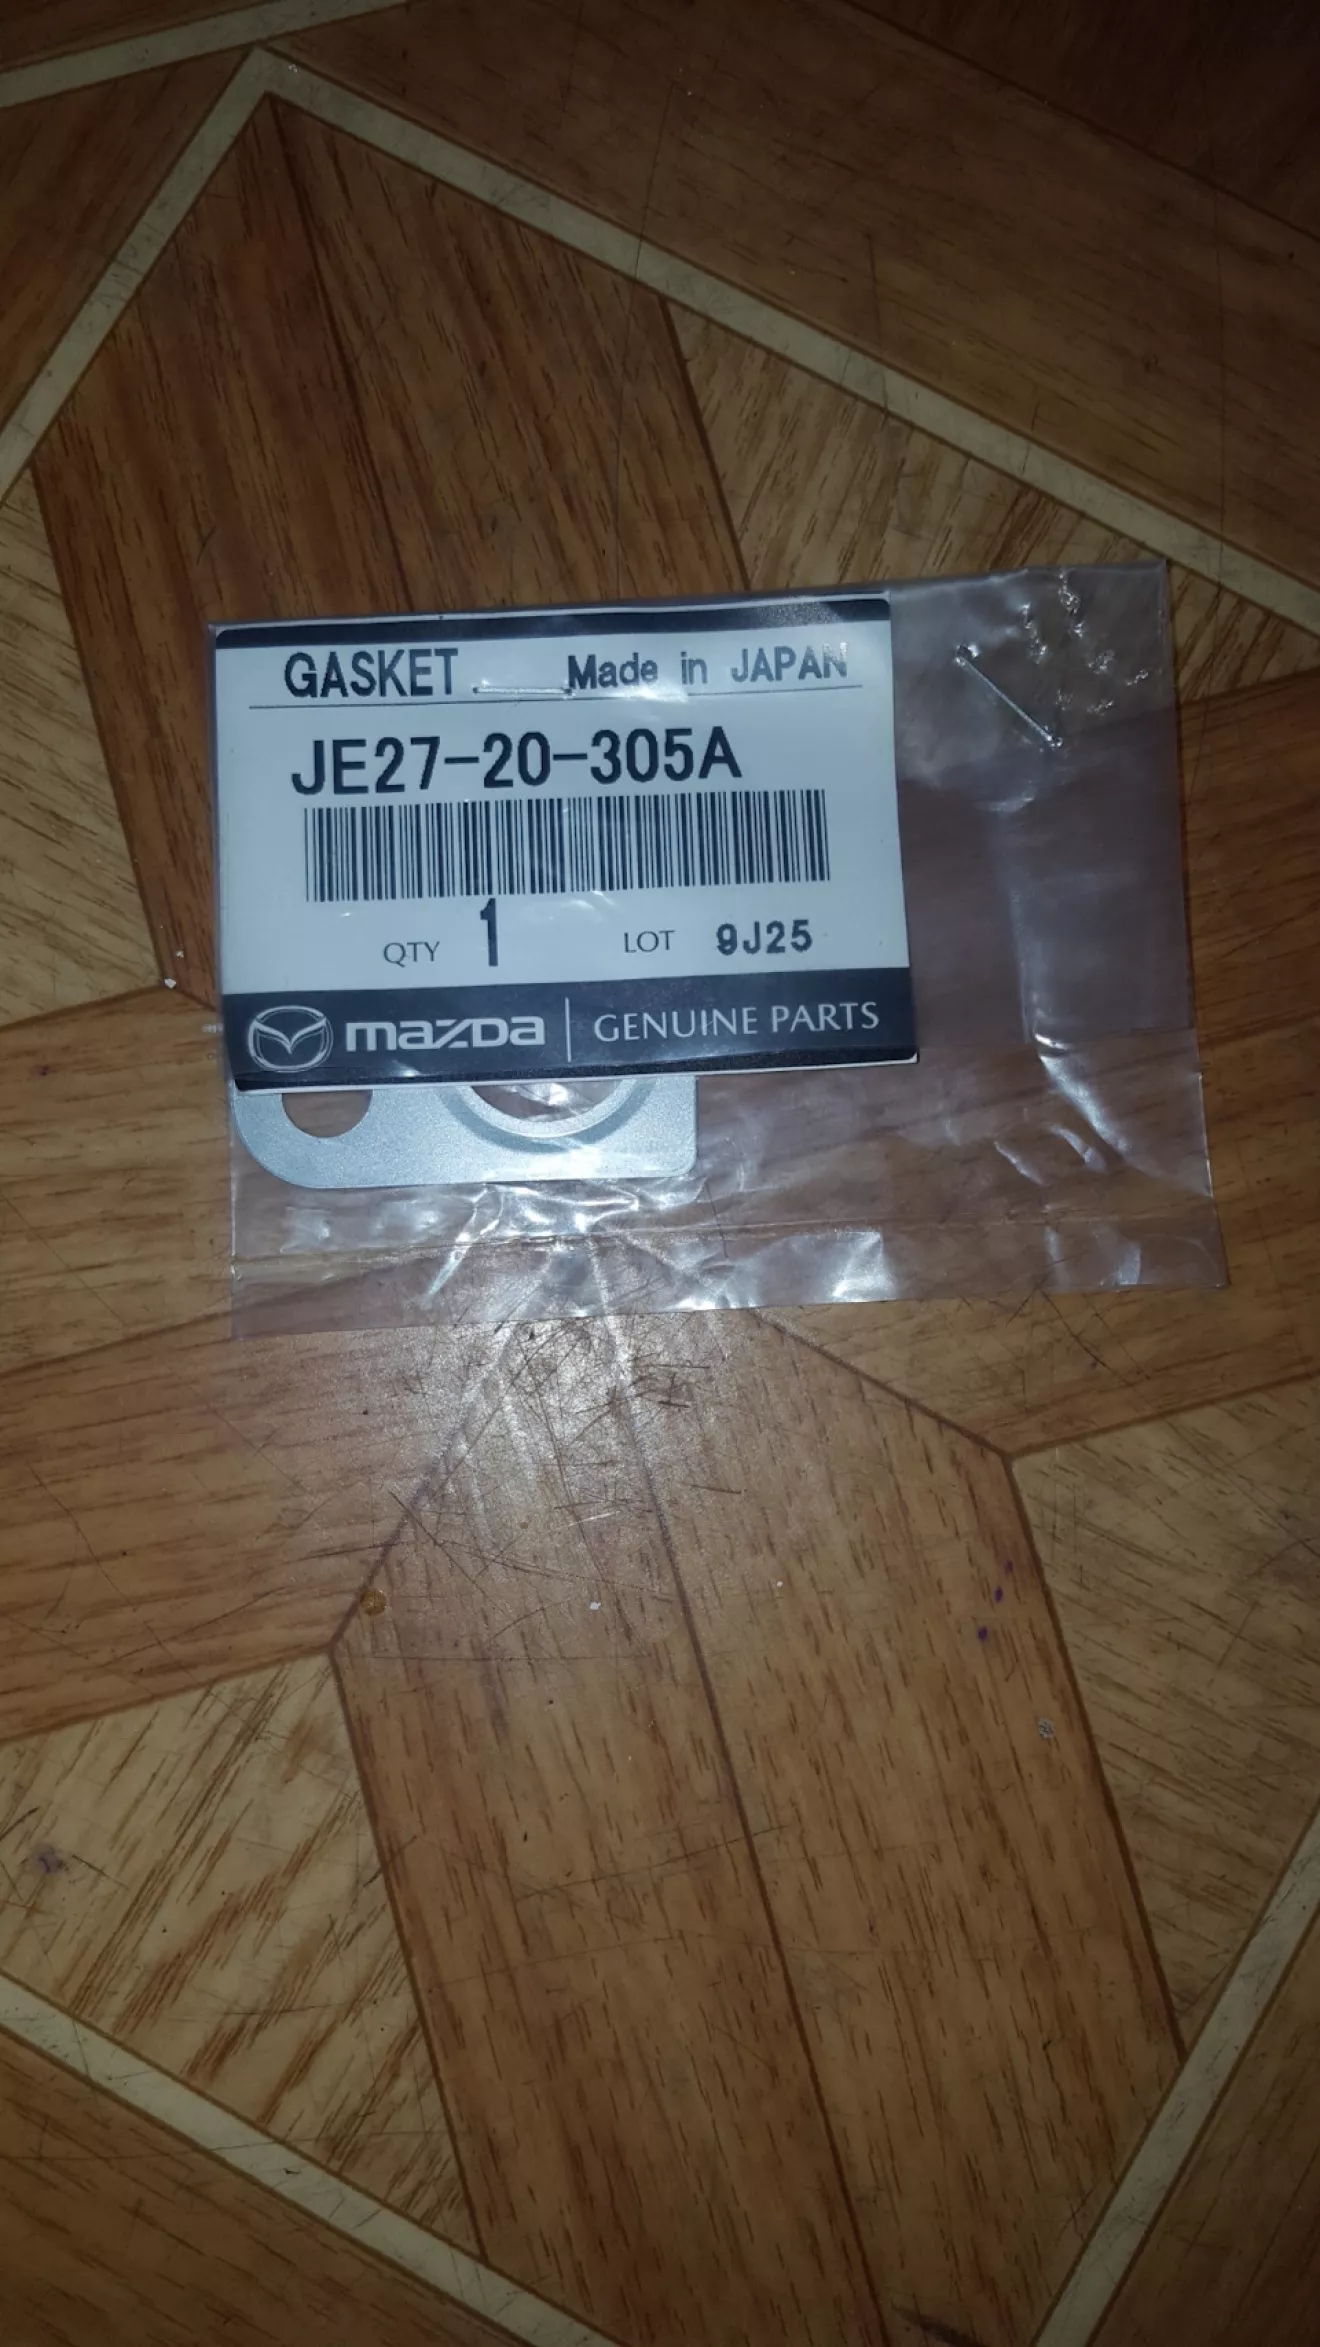 GASKET Made in JAPAN
JE27-20-305A
QTY 1 LOT 9J25
mazda GENUINE PARTS